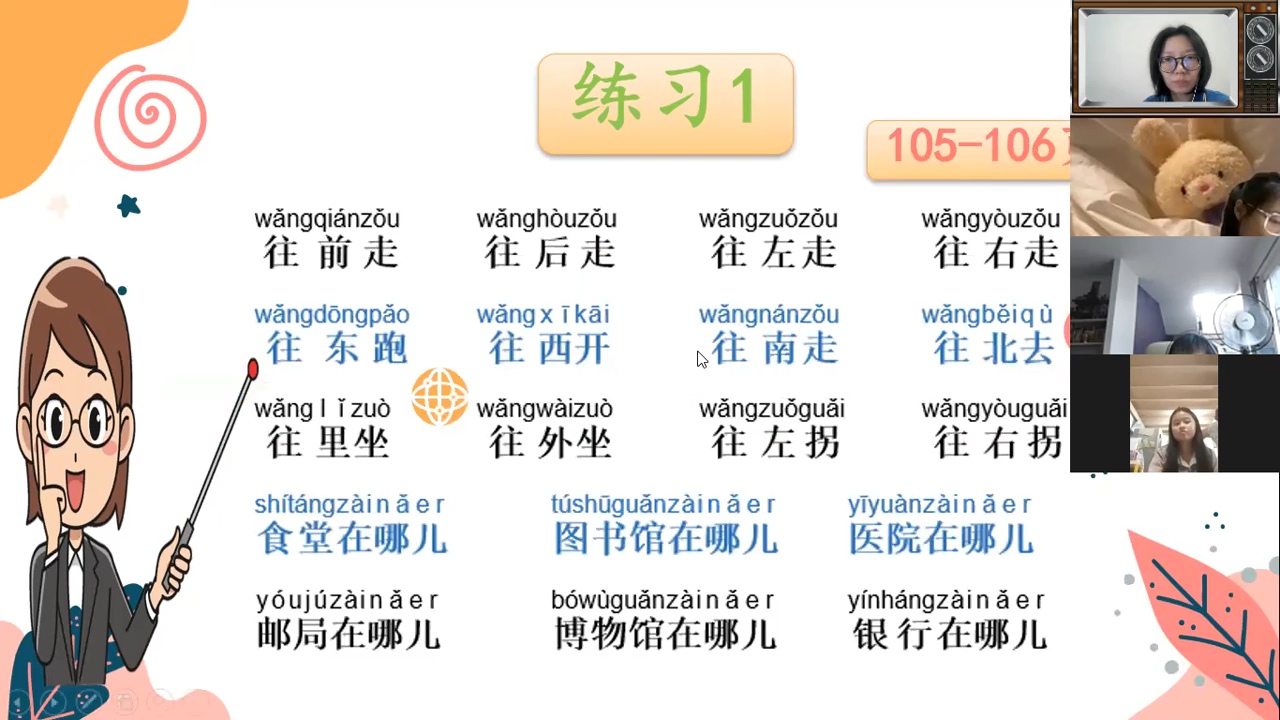 练习1
105-106
wǎngqiánzǒu wǎnghòuzǒu wǎngzuǒzǒu wǎngyòuzǒu
往前走 往后走 往左走 往右走
wǎngdōngpǎo wǎngxīkāi wǎngnánzǒu wǎngběiqù
往东跑 往西开 往南走 往北去
wǎnglǐzuò wǎngwàizuò wǎngzuǒguǎi wǎngyòuguǎi
往里坐 往外坐 往左拐 往右拐
shítángzàinǎer túshūguǎnzàinǎer yīyuànzàinǎer
食堂在哪儿 图书馆在哪儿 医院在哪儿
yóujúzàinǎer bówùguǎnzàinǎer yínhángzàinǎer
邮局在哪儿 博物馆在哪儿 银行在哪儿